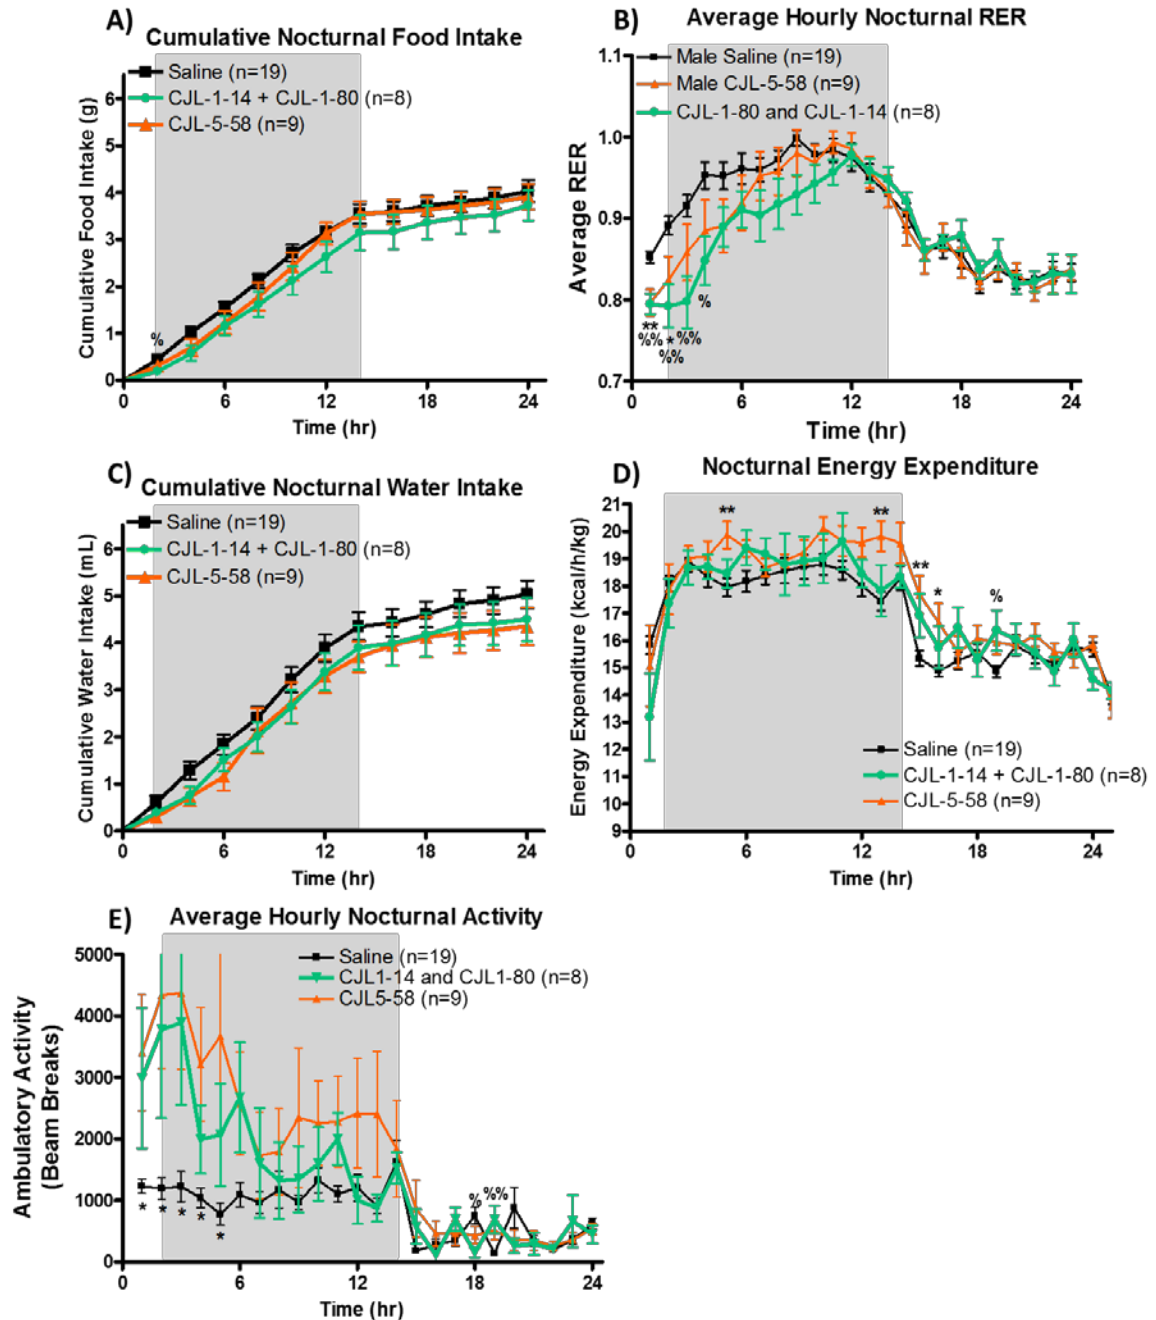 A)
Cumulative Nocturnal Food Intake
Saline (n=19)
CJL-1-14 + CJL-1-80 (n=8)
CJL-5-58 (n=9)
Cumulative Food Intake (g)
6
5
4
3
2
1
0
%
0 6 12 18 24
Time (hr)
B)
Average Hourly Nocturnal RER
Male Saline (n=19)
Male CJL-5-58 (n=9)
CJL-1-80 and CJL-1-14 (n=8)
Average RER
1.1
1.0
0.9
0.8
0.7
%
** %%
%% *
%%
0 6 12 18 24
Time (hr)
C)
Cumulative Nocturnal Water Intake
Saline (n=19)
CJL-1-14 + CJL-1-80 (n=8)
CJL-5-58 (n=9)
Cumulative Water Intake (mL)
6
5
4
3
2
1
0
0 6 12 18 24
Time (hr)
D)
Nocturnal Energy Expenditure
Energy Expenditure (kcal/h/kg)
21
20
19
18
17
16
15
14
13
12
11
10
9
** **
**
*
%
Saline (n=19)
CJL-1-14 + CJL-1-80 (n=8)
CJL-5-58 (n=9)
0 6 12 18 24
Time (hr)
E)
Average Hourly Nocturnal Activity
Saline (n=19)
CJL1-14 and CJL1-80 (n=8)
CJL5-58 (n=9)
Ambulatory Activity
(Beam Breaks)
5000
4000
3000
2000
1000
0
* * * * *
% %%
0 6 12 18 24
Time (hr)